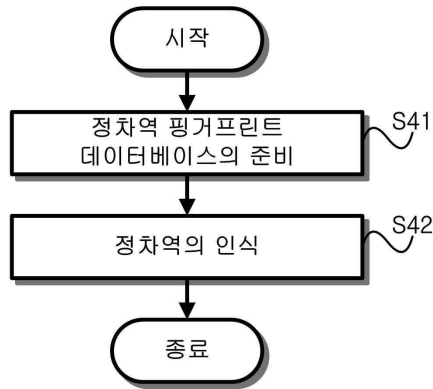 시작
정차역 핑거프린트
데이터베이스의 준비
S41
정차역의 인식
S42
종료